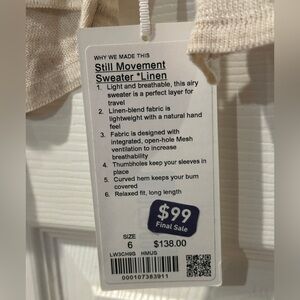 WHY WE MADE THIS
Still Movement
Sweater *Linen
1. Light and breathable, this airy
sweater is a perfect layer for
travel
2. Linen-blend fabric is
lightweight with a natural hand
feel
3. Fabric is designed with
integrated, open-hole Mesh
ventilation to increase
breathability
4. Thumbholes keep your sleeves in
place
5. Curved hem keeps your bum
covered
6. Relaxed fit, long length
$99
Final Sale
SIZE
6 $138.00
LW3CH9S HMUS
000107383911